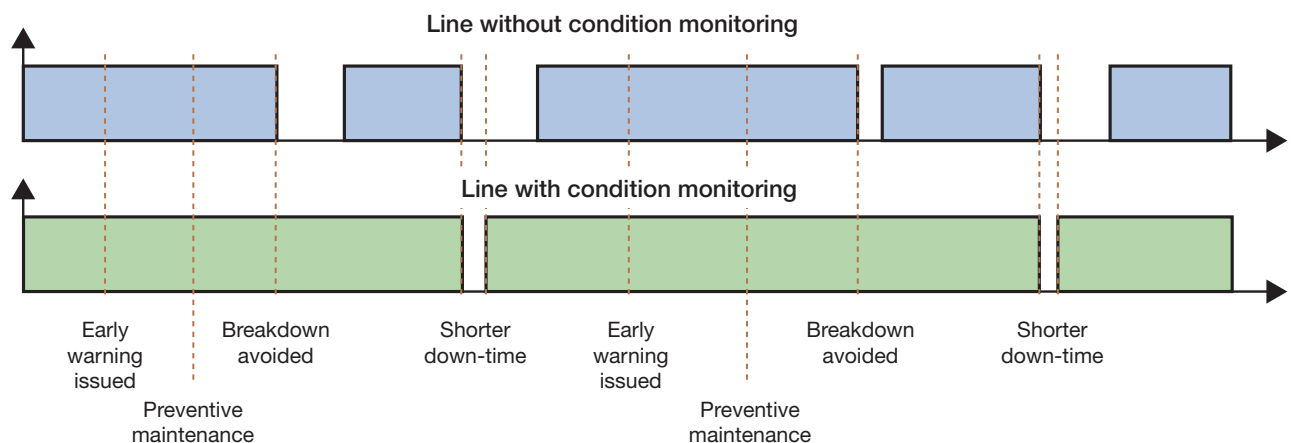 Line without condition monitoring
Line with condition monitoring
Early
warning
issued
Preventive
maintenance
Breakdown
avoided
Shorter
down-time
Early
warning
issued
Preventive
maintenance
Breakdown
avoided
Shorter
down-time